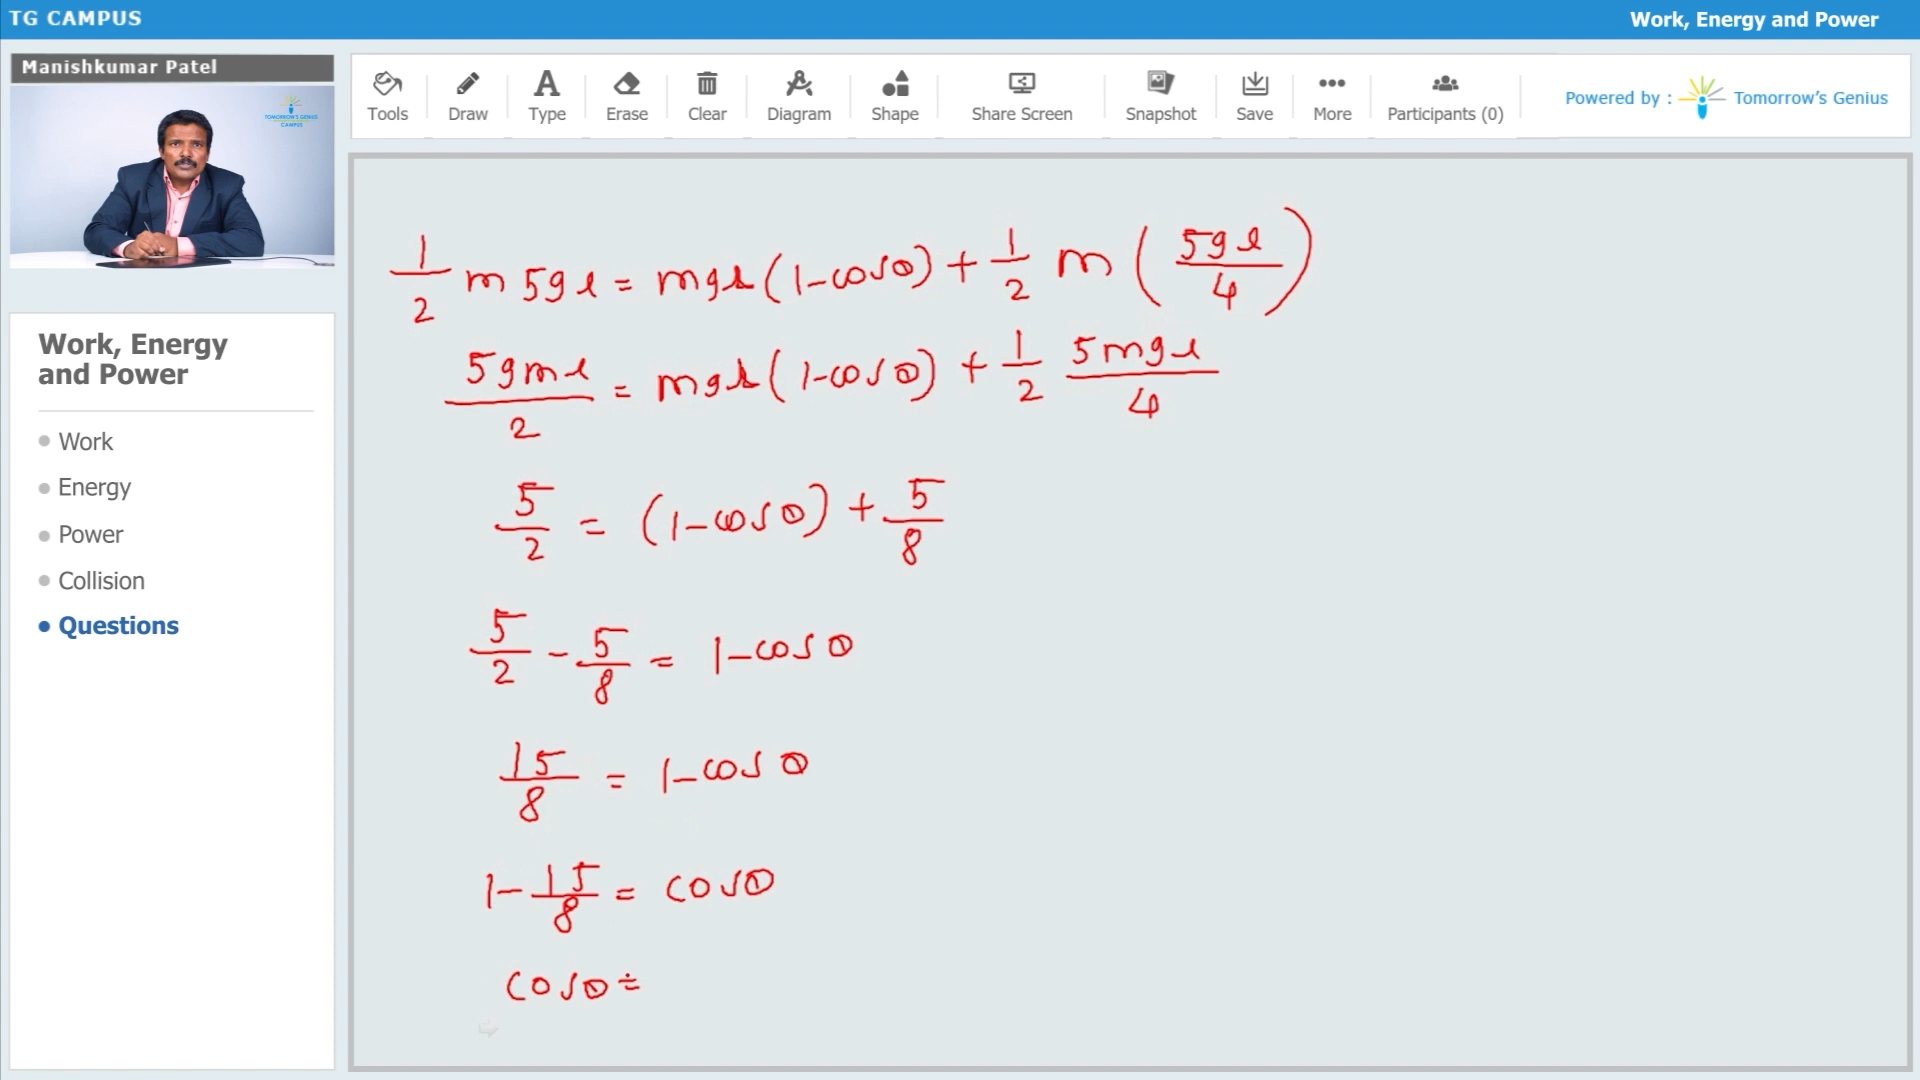 TG CAMPUS
Work, Energy and Power
Manishkumar Patel
TOMORROW'S GENIUS
CAMPUS
Tools
Draw
Type
Erase
Clear
Diagram
Shape
Share Screen
Snapshot
Save
More
Participants (0)
Powered by : Tomorrow's Genius
Work, Energy
and Power
Work
Energy
Power
Collision
Questions
1/2 m 5gl = mgl(1-cosθ) + 1/2 m (5gl/4)
5gml/2 = mgl(1-cosθ) + 1/2 5mgl/4
5/2 = (1-cosθ) + 5/8
5/2 - 5/8 = 1-cosθ
15/8 = 1-cosθ
1 - 15/8 = cosθ
cosθ =